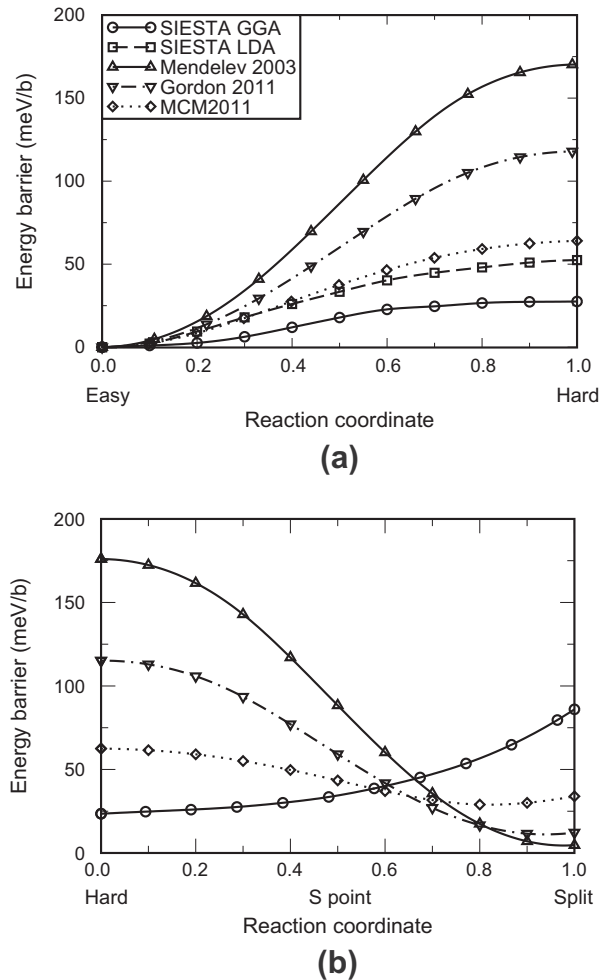 SIESTA GGA
SIESTA LDA
Mendelev 2003
Gordon 2011
MCM2011
200
150
100
50
0
Energy barrier (meV/b)
0.0 0.2 0.4 0.6 0.8 1.0
Easy Hard
Reaction coordinate
(a)
200
150
100
50
0
Energy barrier (meV/b)
0.0 0.2 0.4 0.6 0.8 1.0
Hard S point Split
Reaction coordinate
(b)